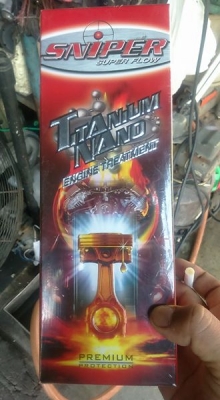 SNIPER
SUPER FLOW
TITANIUM
NANO
ENGINE TREATMENT
PREMIUM
PROTECTION